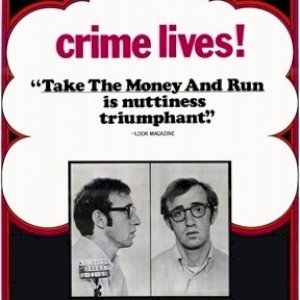 crime lives!
“Take The Money And Run
is nuttiness
triumphant.”
–LOOK MAGAZINE